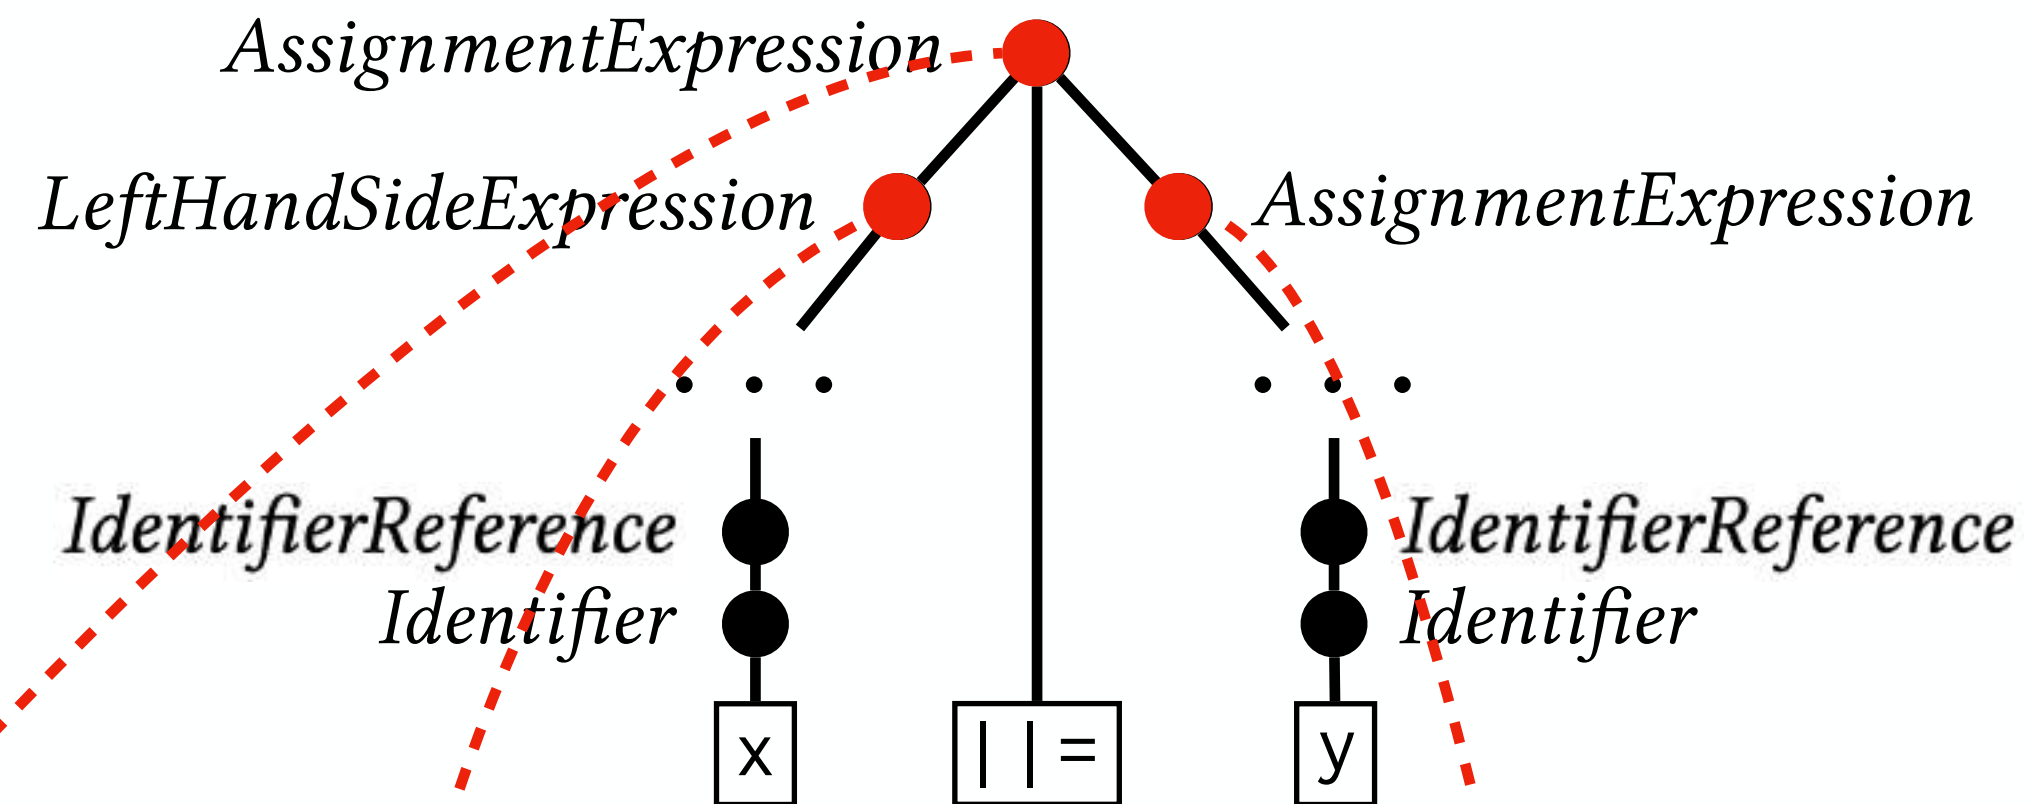 AssignmentExpression
LeftHandSideExpression AssignmentExpression
. . . . . .
IdentifierReference IdentifierReference
Identifier Identifier
x ||= y